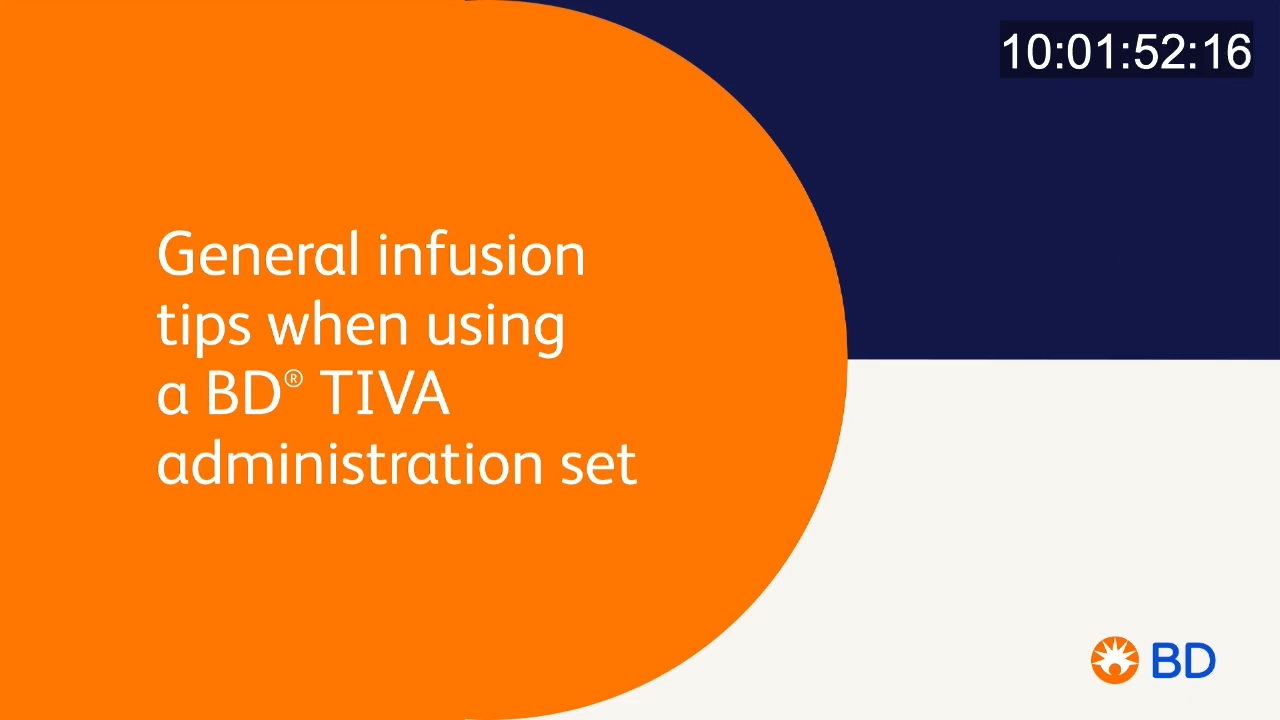 10:01:52:16
General infusion
tips when using
a BD® TIVA
administration set
BD